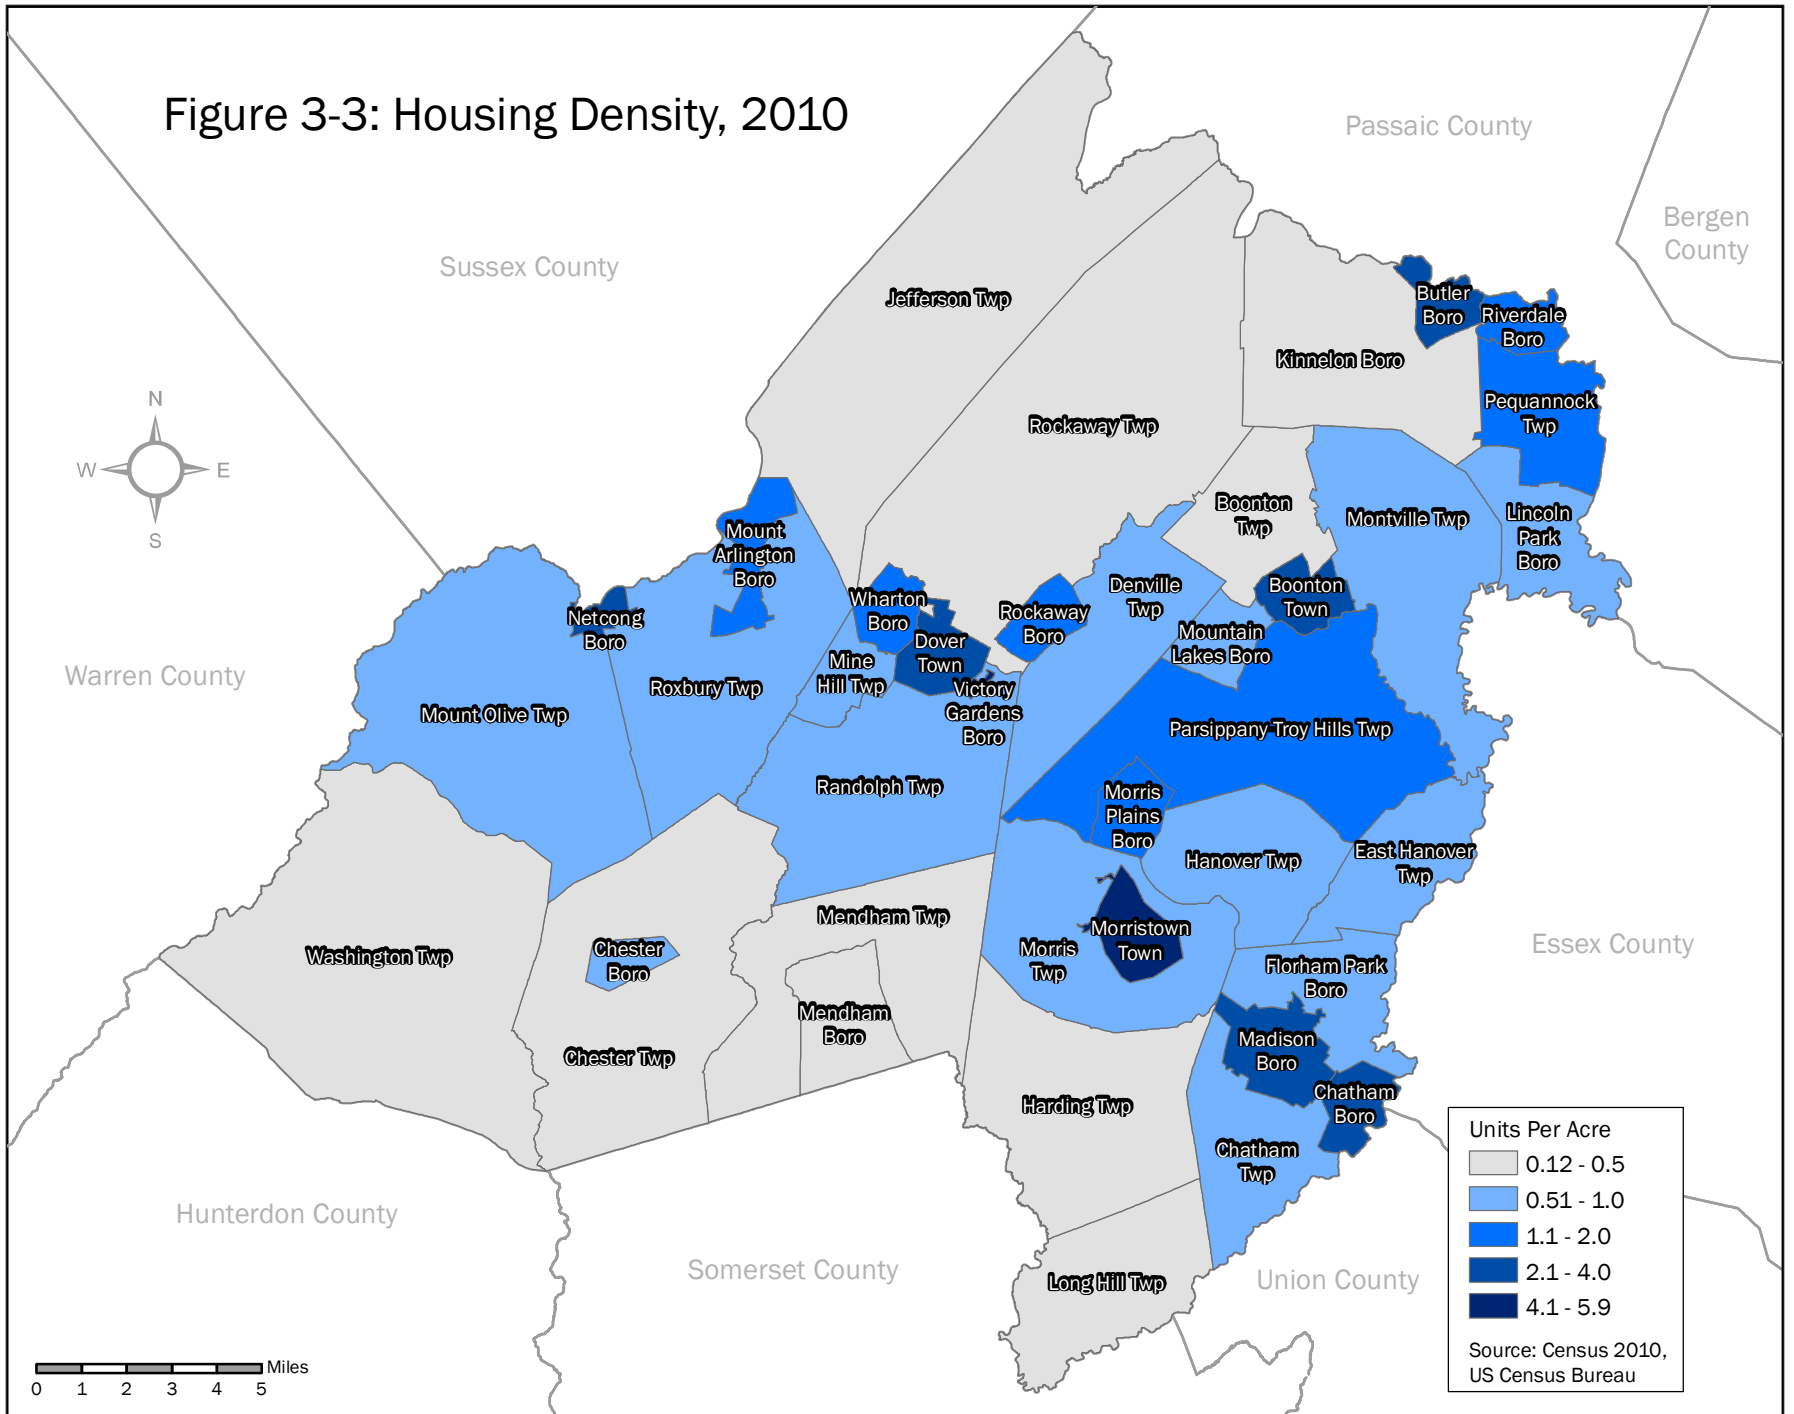 Figure 3-3: Housing Density, 2010
Passaic County
Bergen
County
Sussex County
Jefferson Twp
Butler
Boro
Riverdale
Boro
Kinnelon Boro
Pequannock
Twp
Rockaway Twp
N
W
E
S
Boonton
Twp
Montville Twp
Lincoln
Park
Boro
Mount
Arlington
Boro
Denville
Twp
Boonton
Town
Wharton
Boro
Rockaway
Boro
Netcong
Boro
Dover
Town
Mountain
Lakes Boro
Warren County
Mine
Hill Twp
Roxbury Twp
Victory
Gardens
Boro
Mount Olive Twp
Parsippany-Troy Hills Twp
Randolph Twp
Morris
Plains
Boro
Hanover Twp
East Hanover
Twp
Mendham Twp
Morristown
Town
Essex County
Washington Twp
Chester
Boro
Morris
Twp
Florham Park
Boro
Mendham
Boro
Madison
Boro
Chester Twp
Harding Twp
Chatham
Boro
Chatham
Twp
Hunterdon County
Somerset County
Long Hill Twp
Union County
Units Per Acre
0.12 - 0.5
0.51 - 1.0
1.1 - 2.0
2.1 - 4.0
4.1 - 5.9
Source: Census 2010,
US Census Bureau
Miles
0 1 2 3 4 5